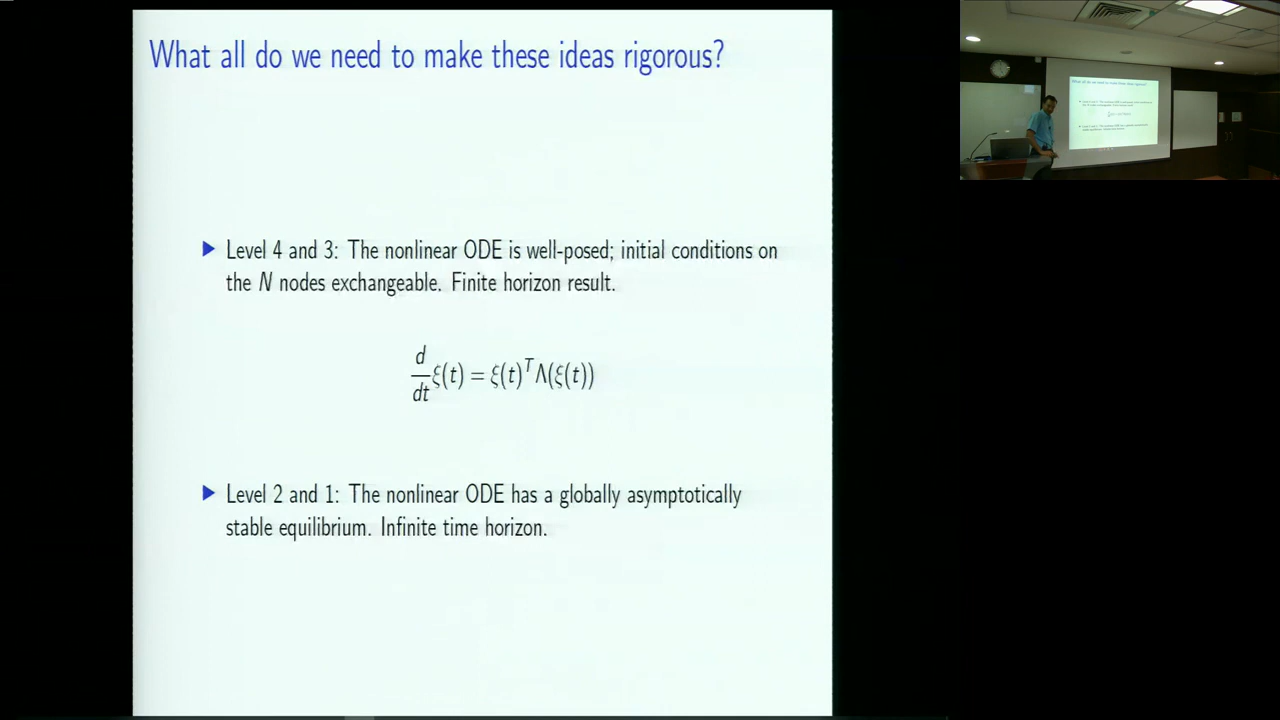 What all do we need to make these ideas rigorous?
▶ Level 4 and 3: The nonlinear ODE is well-posed; initial conditions on
the N nodes exchangeable. Finite horizon result.
d/dt ξ(t) = ξ(t)^T Λ(ξ(t))
▶ Level 2 and 1: The nonlinear ODE has a globally asymptotically
stable equilibrium. Infinite time horizon.